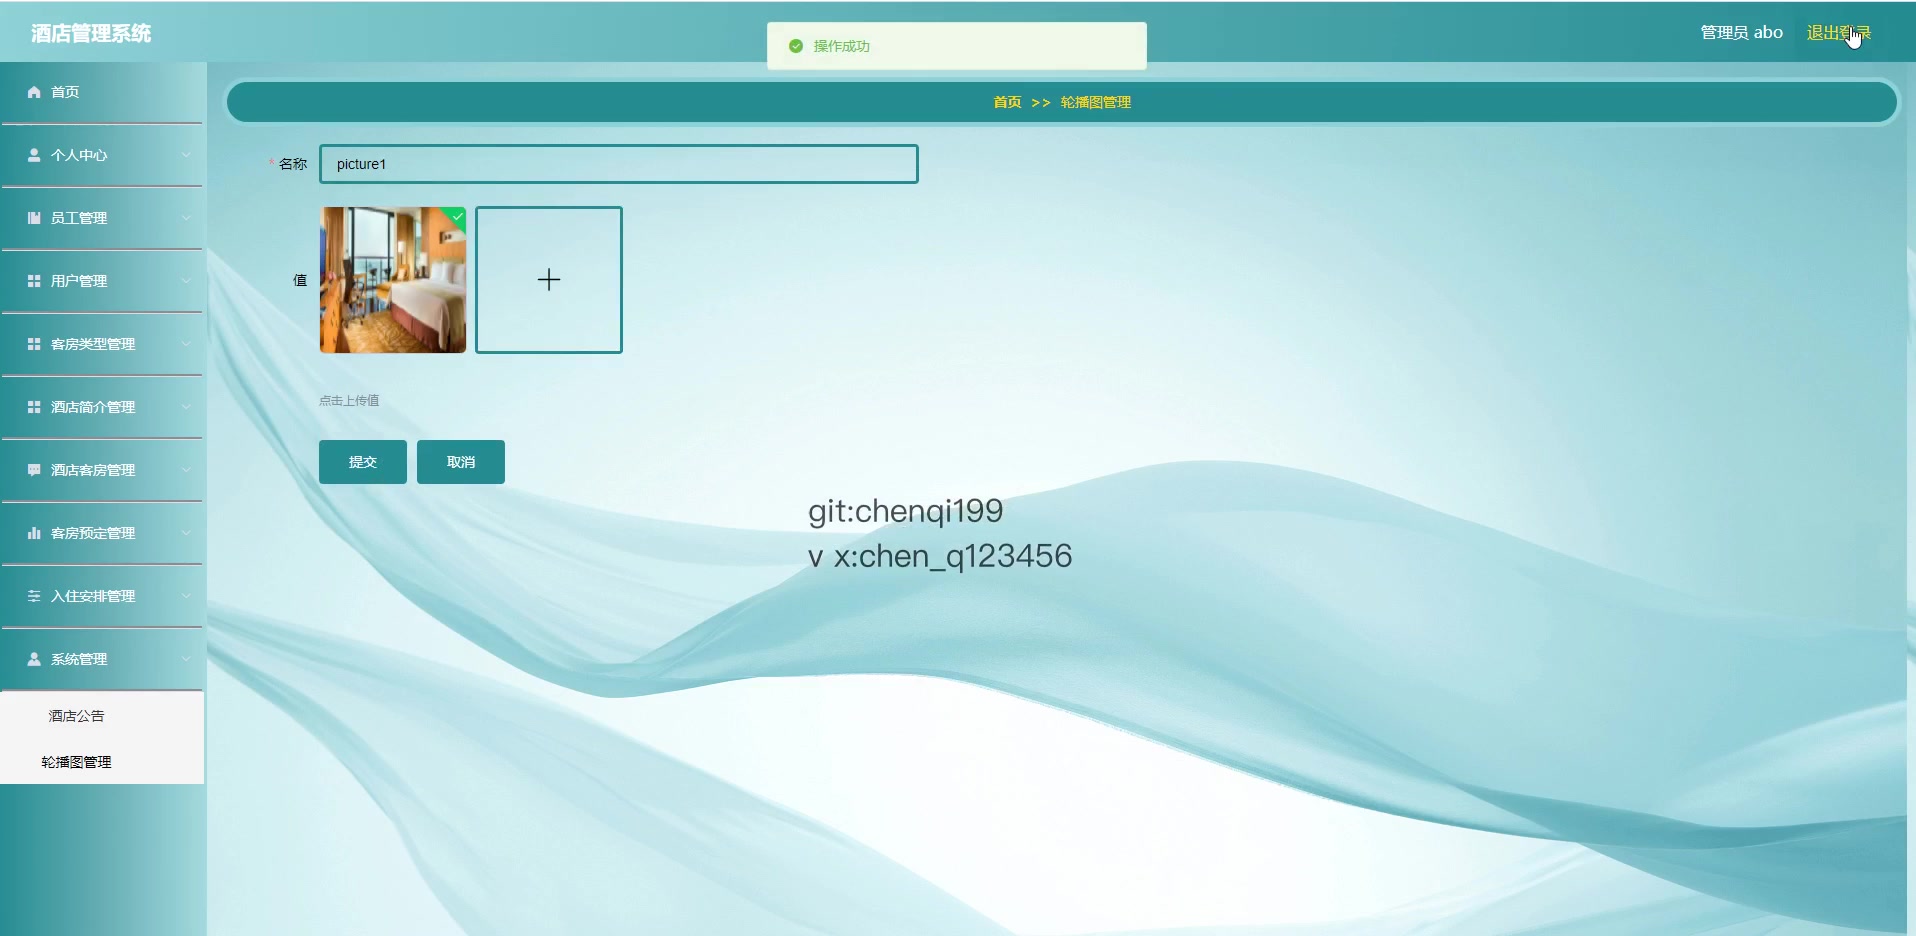 酒店管理系统
操作成功
管理员 abo
退出登录
首页
个人中心
员工管理
用户管理
客房类型管理
酒店简介管理
酒店客房管理
客房预定管理
入住安排管理
系统管理
酒店公告
轮播图管理
首页 >> 轮播图管理
* 名称
picture1
值
点击上传值
提交
取消
git:chenqi199
v x:chen_q123456